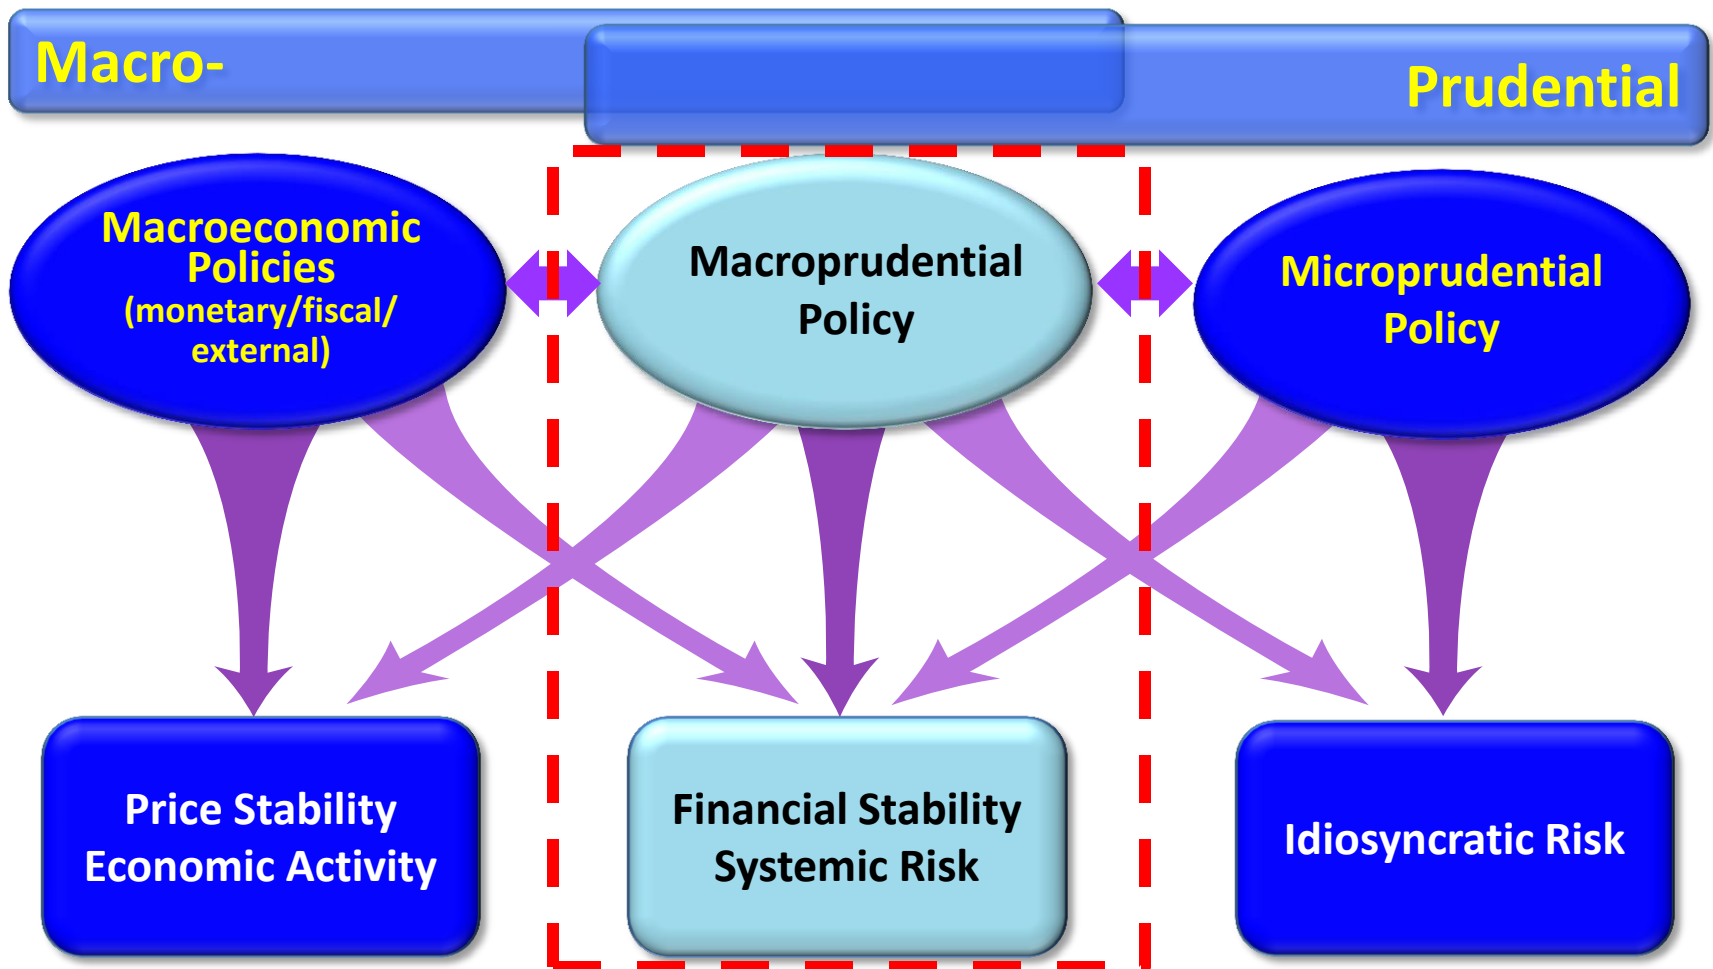 Macro-
Prudential
Macroeconomic
Policies
(monetary/fiscal/
external)
Macroprudential
Policy
Microprudential
Policy
Price Stability
Economic Activity
Financial Stability
Systemic Risk
Idiosyncratic Risk